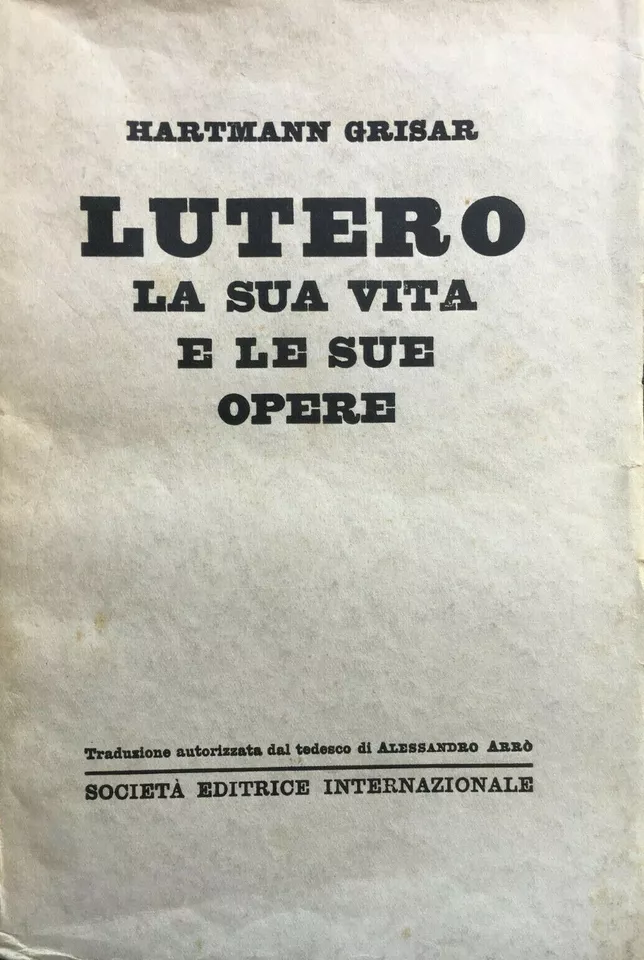 HARTMANN GRISAR
LUTERO
LA SUA VITA
E LE SUE
OPERE
Traduzione autorizzata dal tedesco di ALESSANDRO ARRÒ
SOCIETÀ EDITRICE INTERNAZIONALE